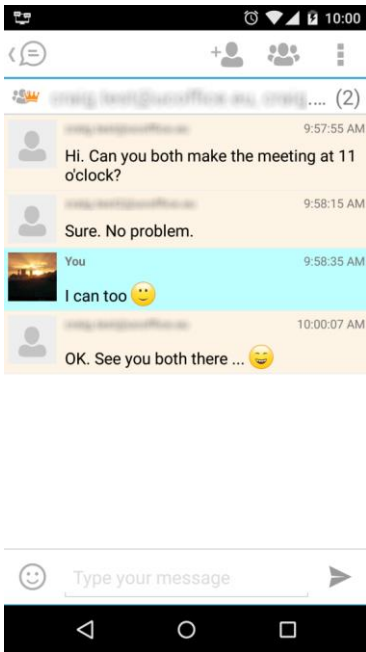 10:00
.... (2)
9:57:55 AM
Hi. Can you both make the meeting at 11
o'clock?
9:58:15 AM
Sure. No problem.
You 9:58:35 AM
I can too
10:00:07 AM
OK. See you both there ...
Type your message